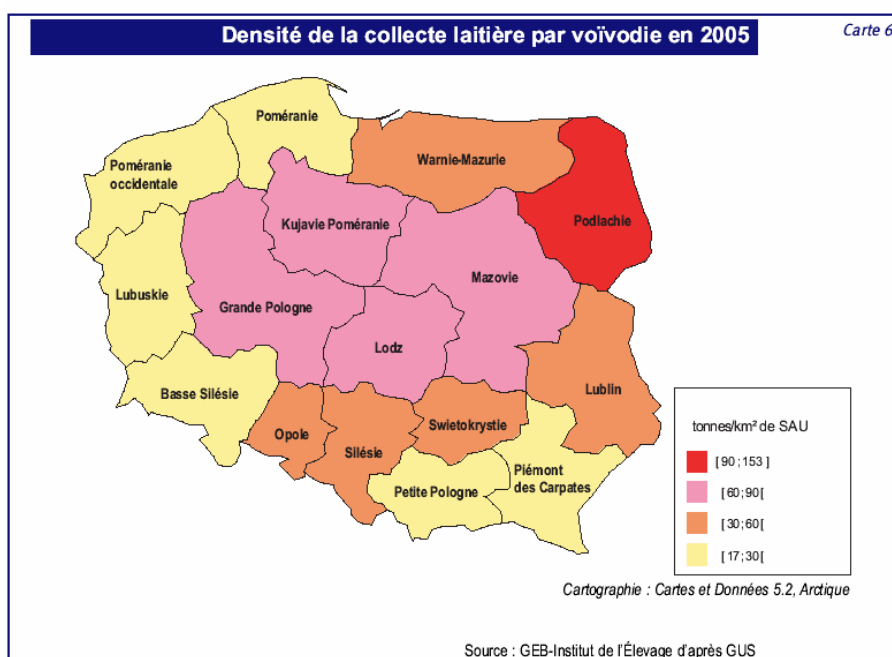 Densité de la collecte laitière par voïvodie en 2005
Carte 6
Poméranie
Warnie-Mazurie
Poméranie
occidentale
Podlachie
Kujavie Poméranie
Mazovie
Lubuskie
Grande Pologne
Lodz
Basse Silésie
Lublin
Opole
Silésie
Swietokrystie
Piémont
des Carpates
Petite Pologne
tonnes/km² de SAU
[ 90 ; 153 ]
[ 60 ; 90 [
[ 30 ; 60 [
[ 17 ; 30 [
Cartographie : Cartes et Données 5.2, Arctique
Source : GEB-Institut de l'Élevage d'après GUS